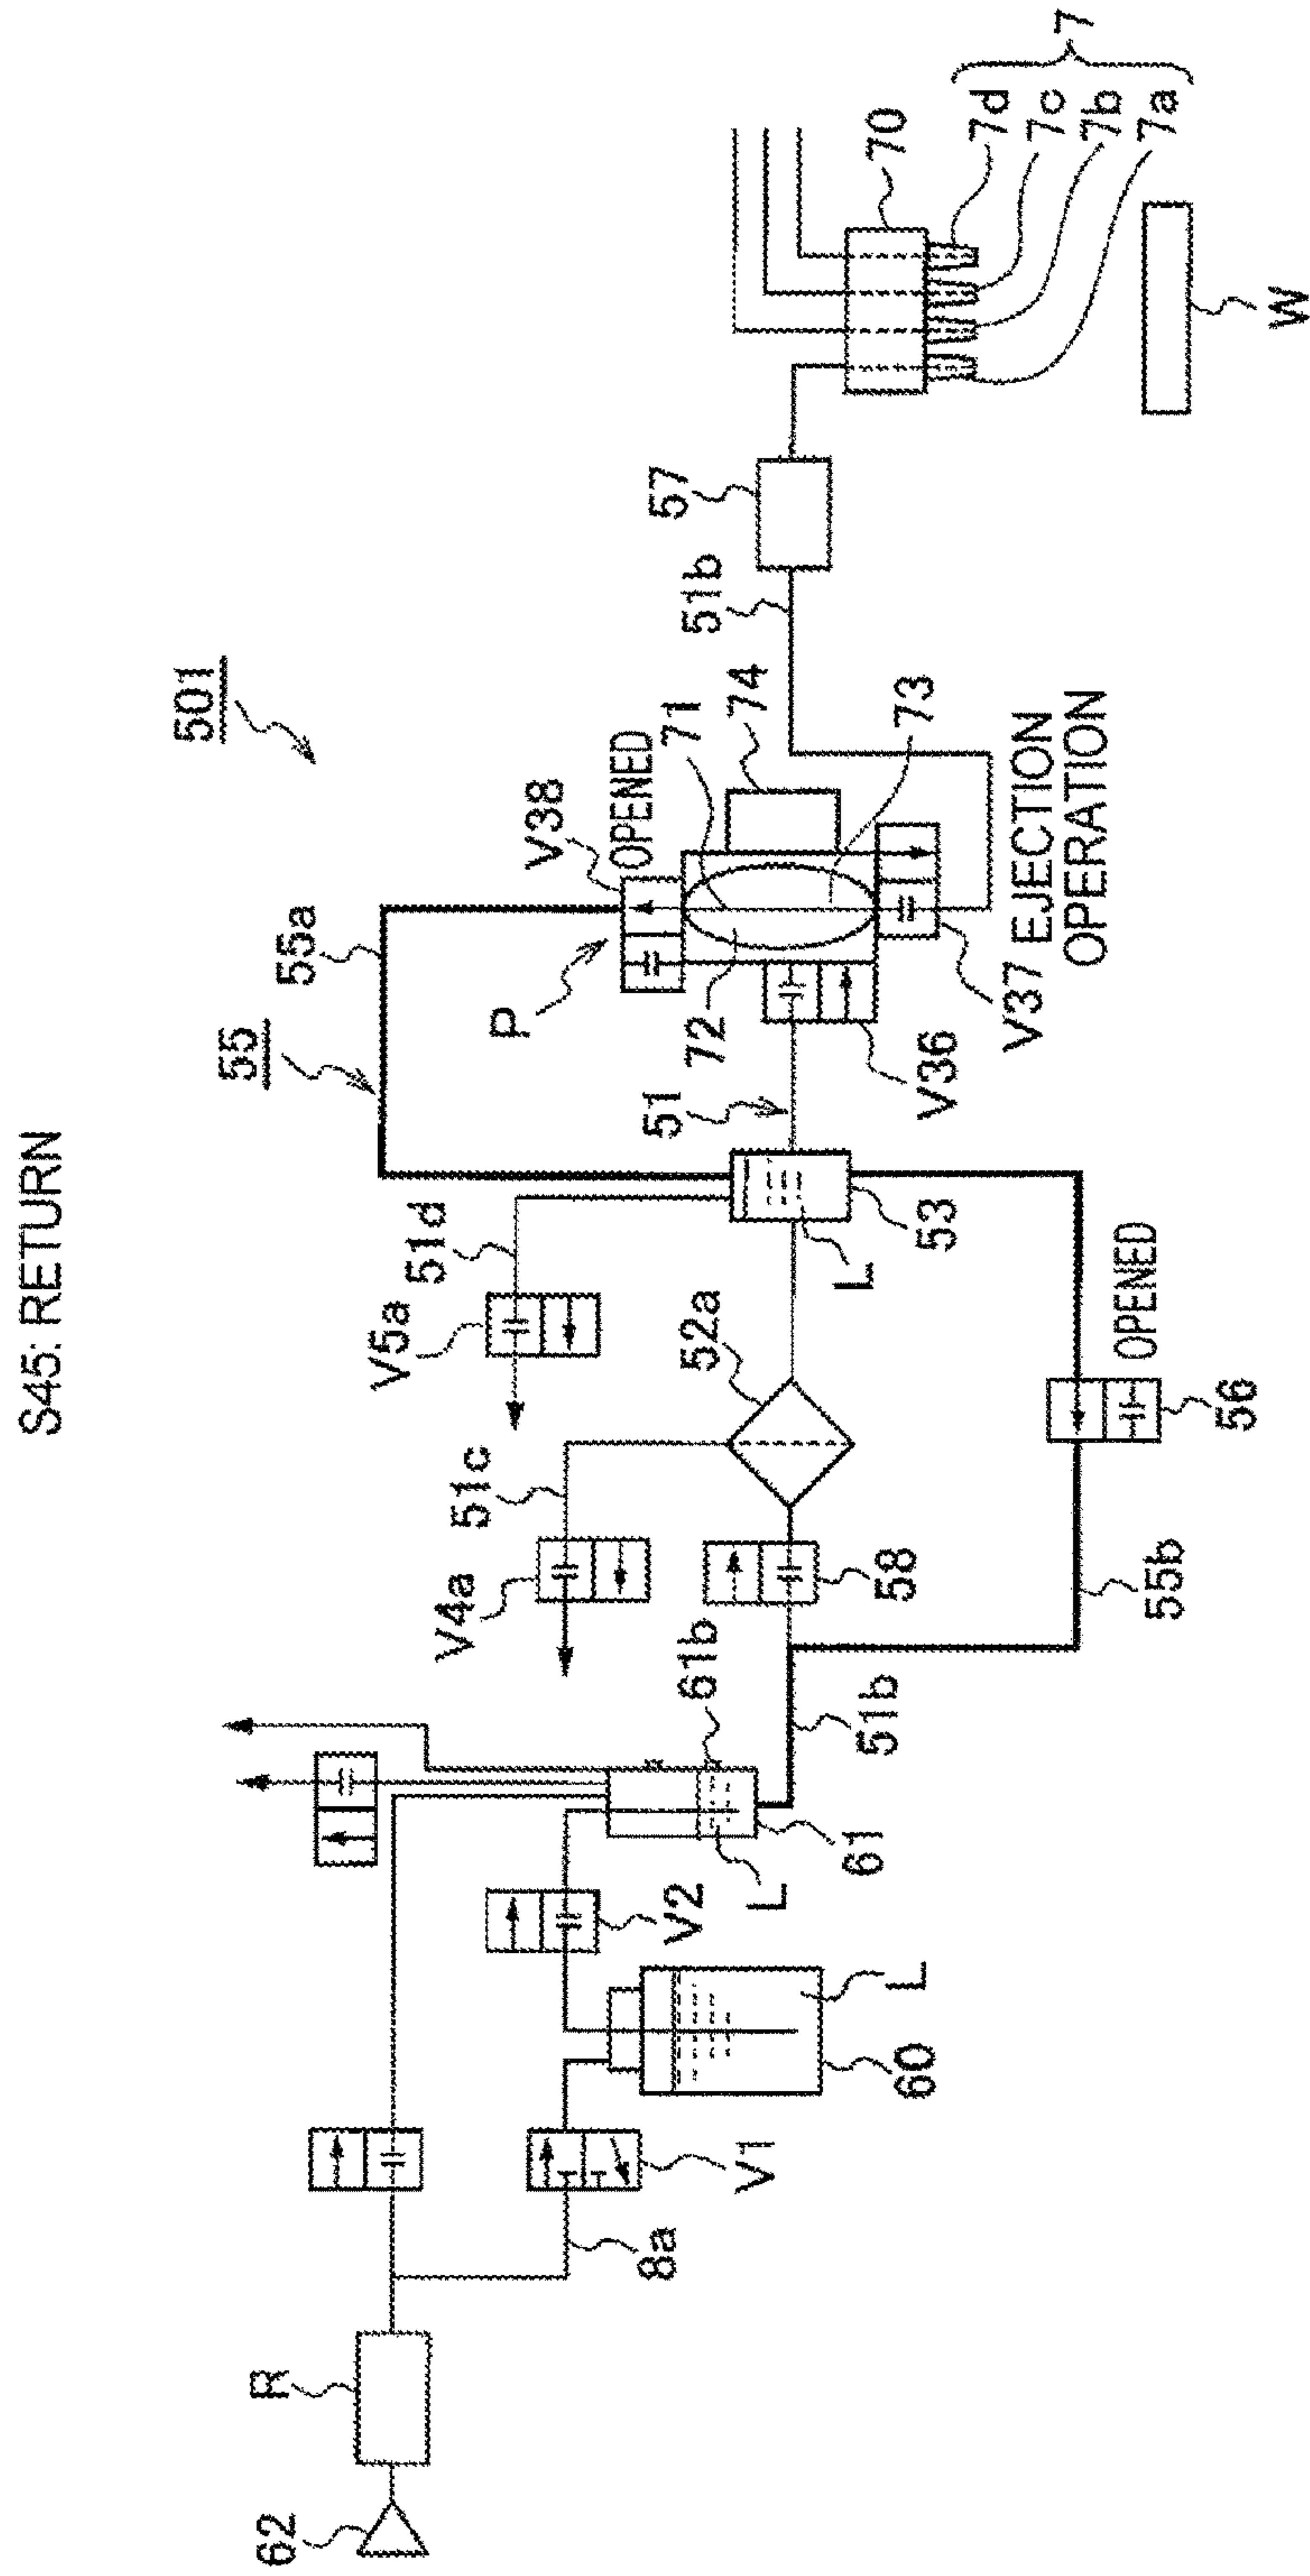 S45: RETURN
501
55
55a
P
V38
OPENED
71
72
74
73
V36
V37
EJECTION
OPERATION
51
51b
57
70
7d
7c
7b
7a
7
W
51d
V5a
53
L
52a
51c
V4a
58
56
OPENED
55b
51b
61b
61
L
V2
L
60
V1
8a
R
62